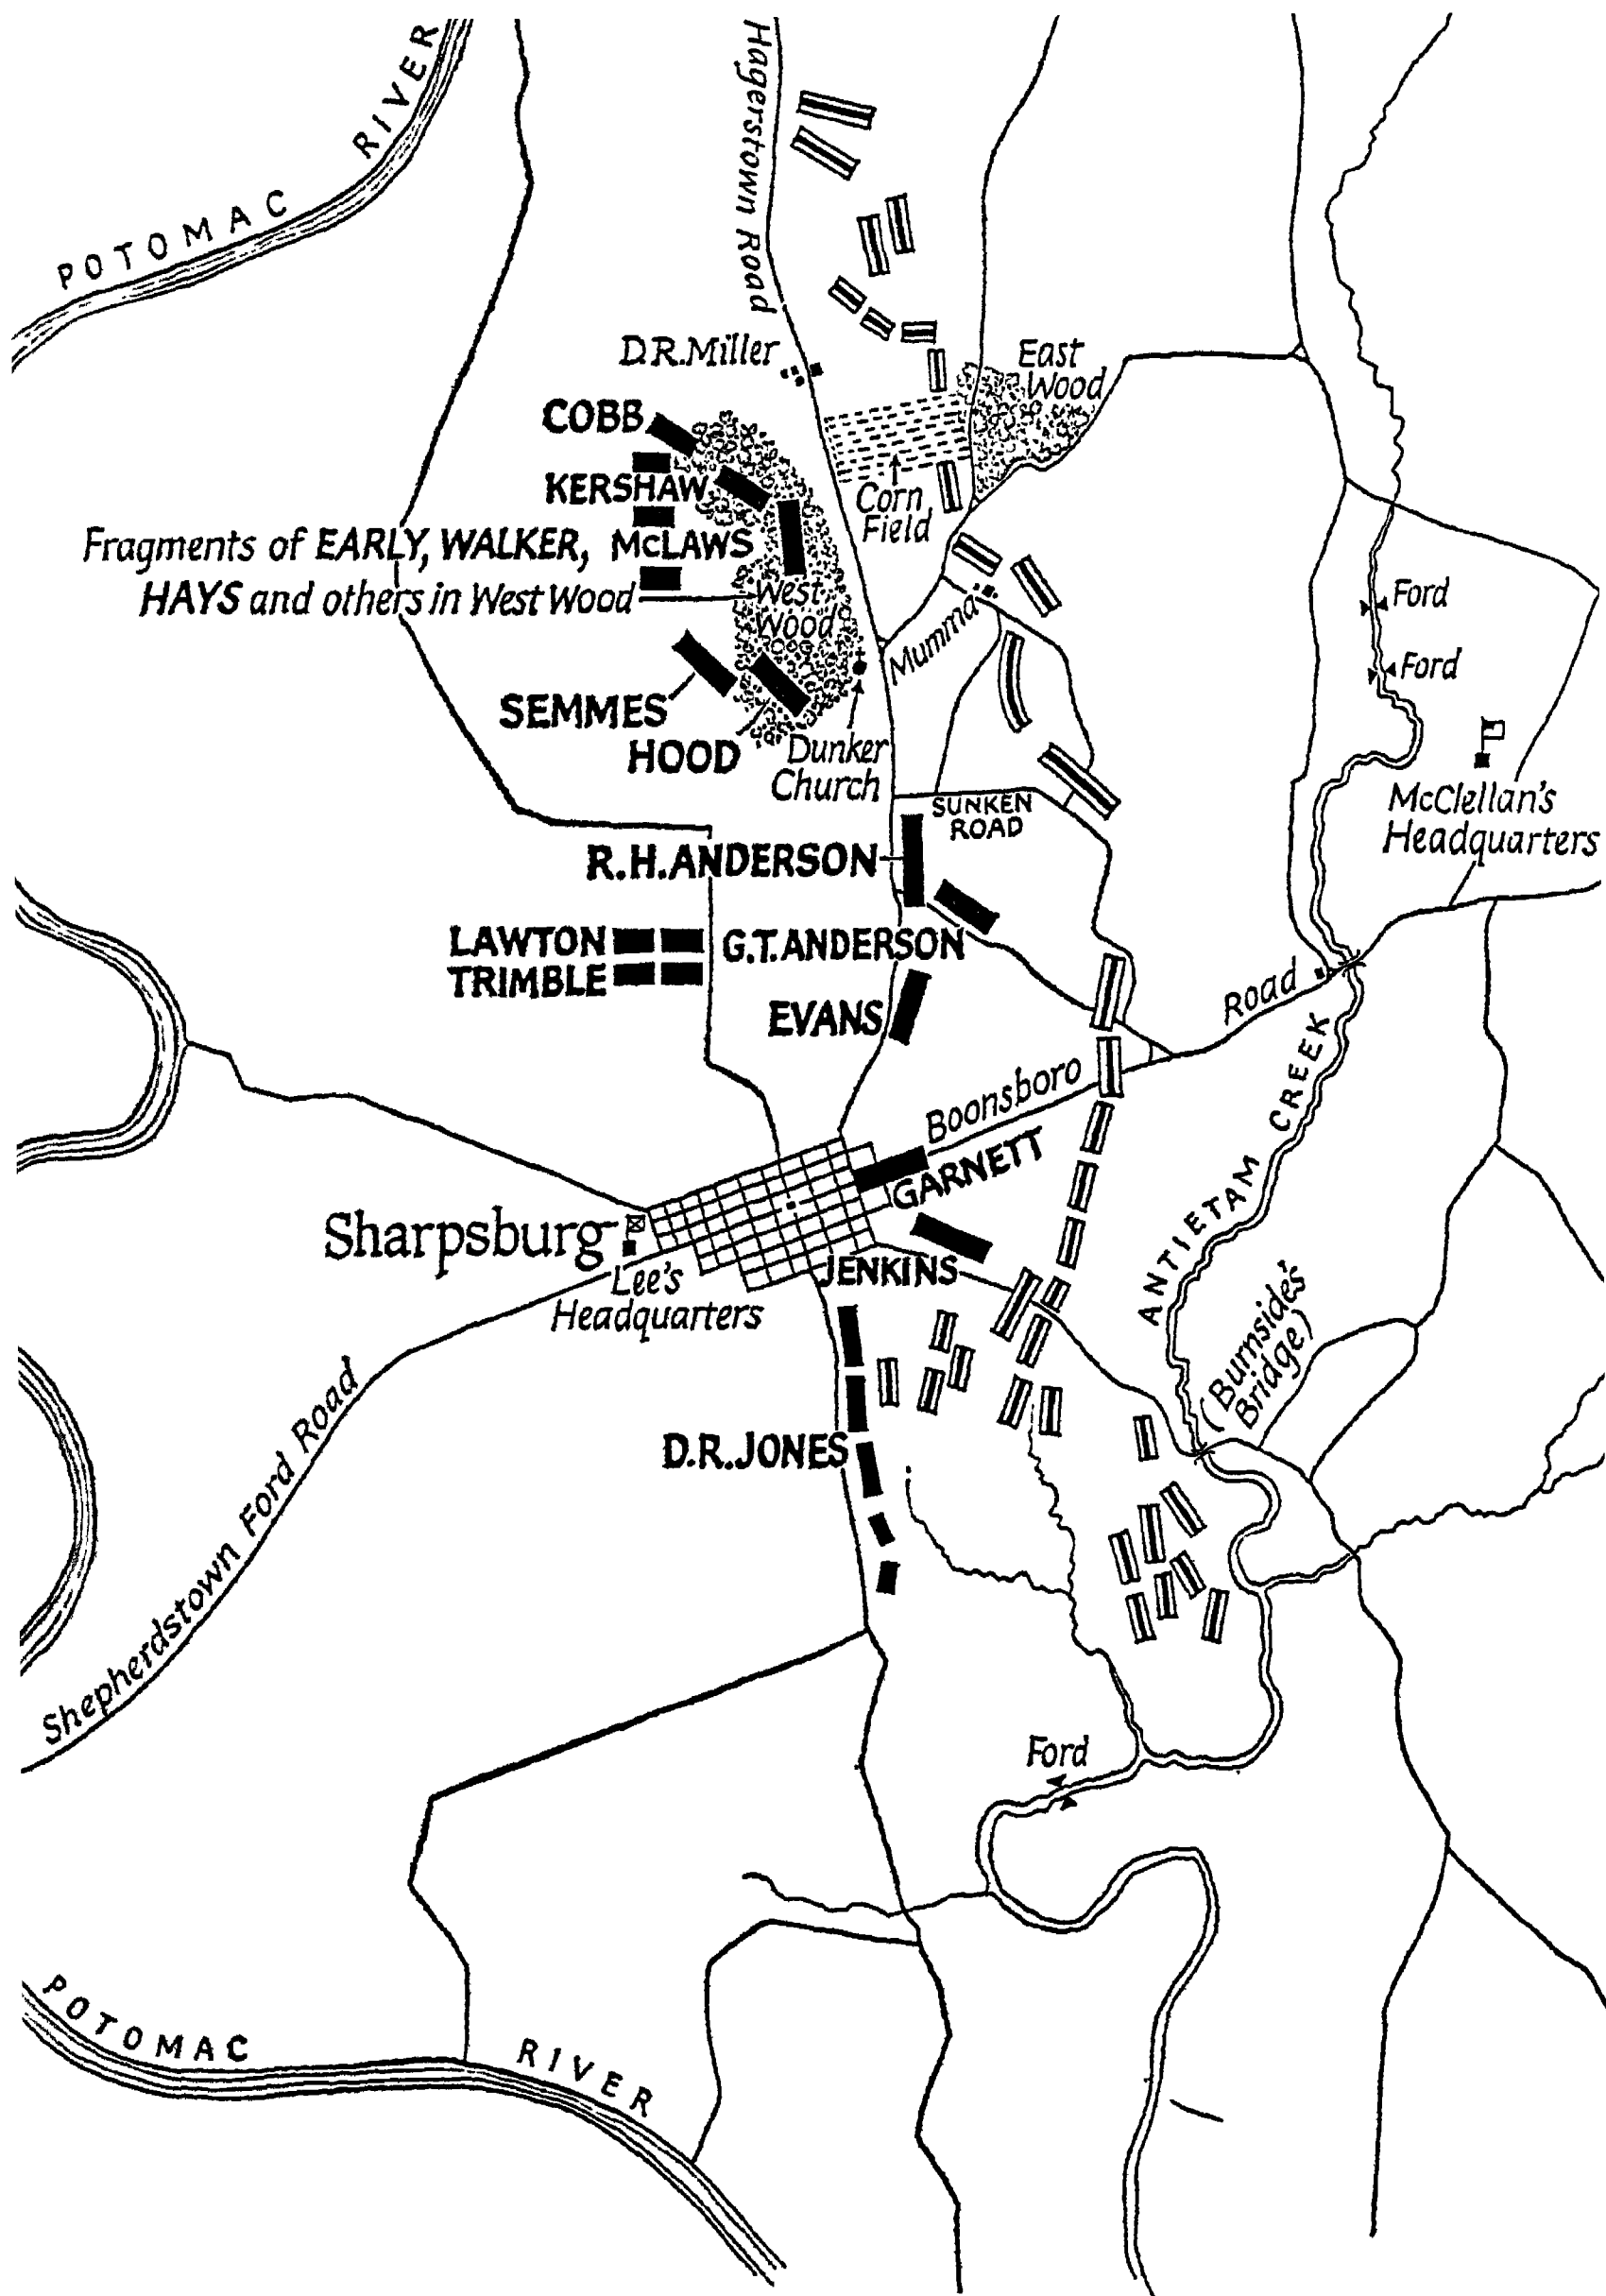 POTOMAC RIVER
Hagerstown Road
D.R.Miller
East
Wood
COBB
KERSHAW
Corn
Field
Fragments of EARLY, WALKER, McLAWS
HAYS and others in West Wood
West
Wood
Ford
Mumma
Ford
SEMMES
HOOD
Dunker
Church
McClellan's
Headquarters
SUNKEN
ROAD
R.H.ANDERSON
LAWTON
G.T.ANDERSON
TRIMBLE
EVANS
Boonsboro Road
ANTIETAM CREEK
GARNETT
Sharpsburg
JENKINS
Lee's
Headquarters
(Burnside's
Bridge)
D.R.JONES
Shepherdstown Ford Road
Ford
POTOMAC RIVER